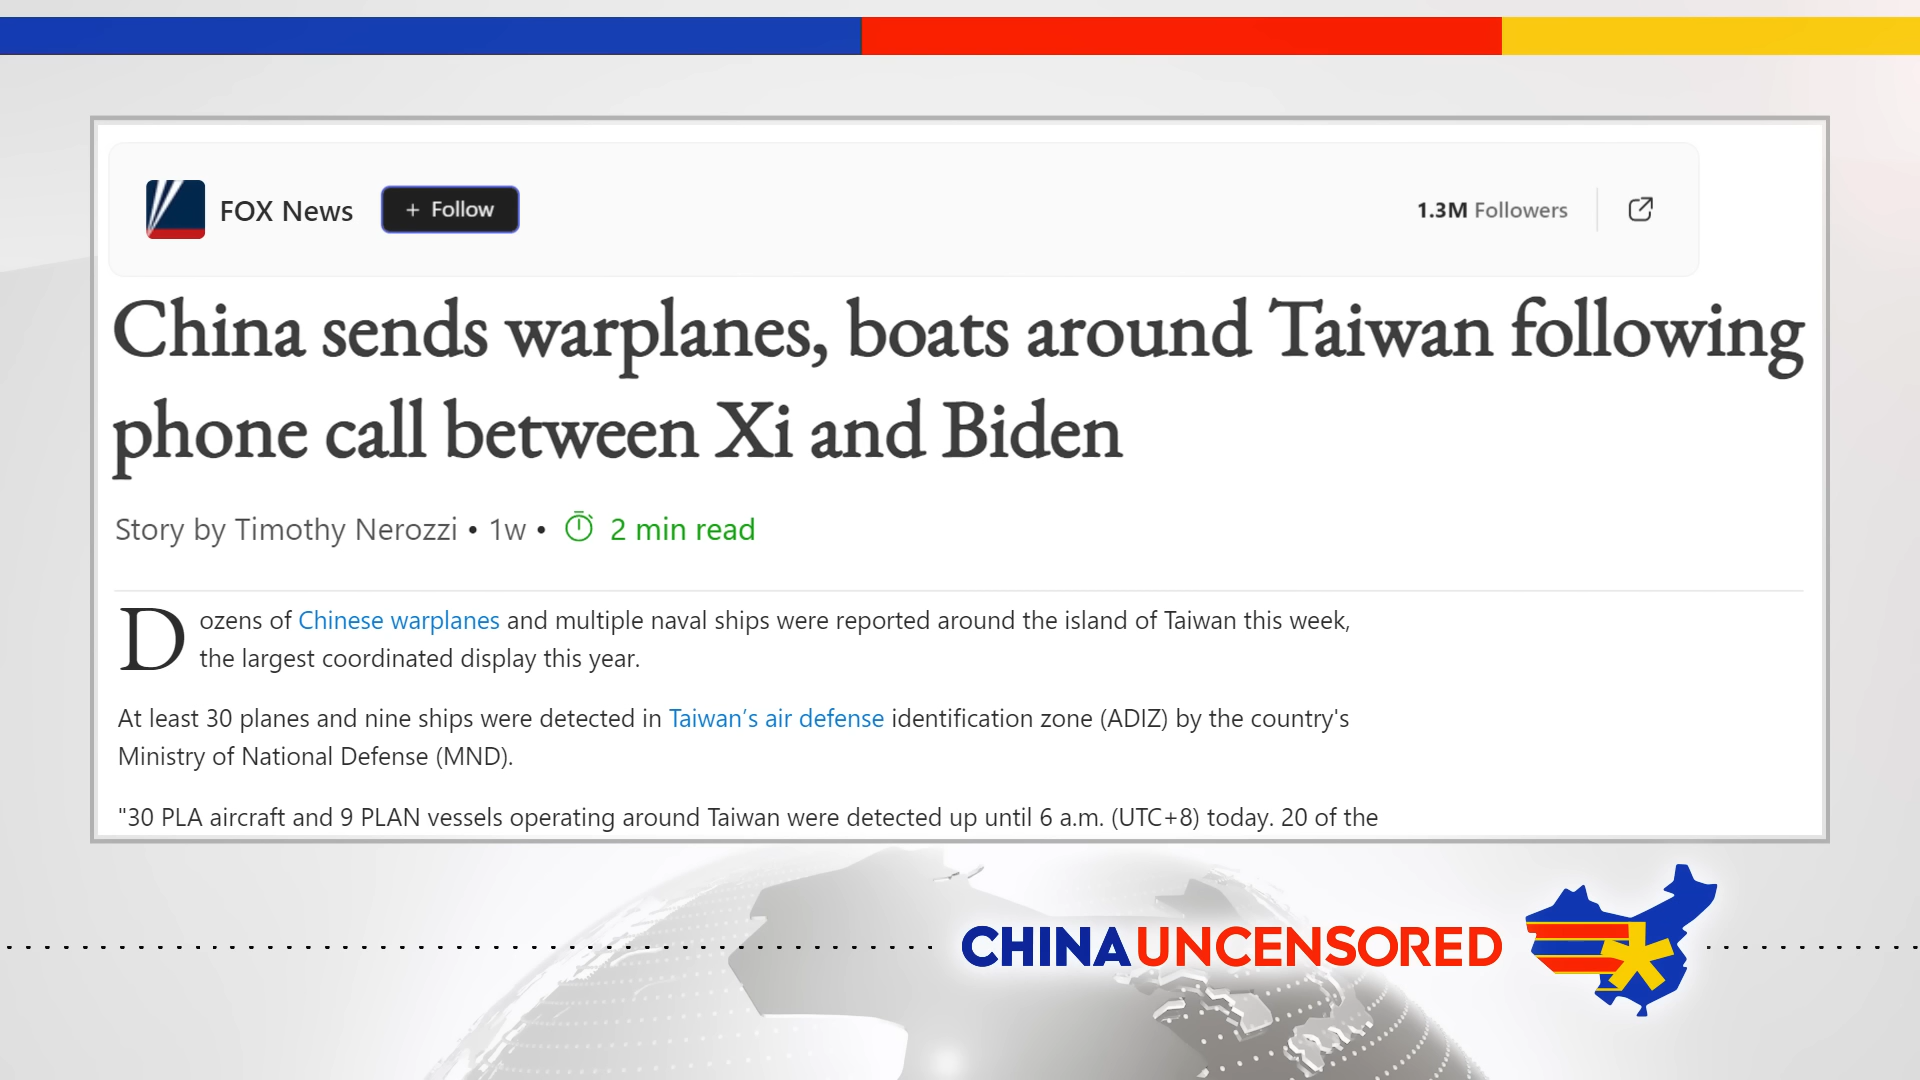 FOX News
+ Follow
1.3M Followers
China sends warplanes, boats around Taiwan following
phone call between Xi and Biden
Story by Timothy Nerozzi • 1w • 2 min read
Dozens of Chinese warplanes and multiple naval ships were reported around the island of Taiwan this week,
the largest coordinated display this year.
At least 30 planes and nine ships were detected in Taiwan’s air defense identification zone (ADIZ) by the country's
Ministry of National Defense (MND).
"30 PLA aircraft and 9 PLAN vessels operating around Taiwan were detected up until 6 a.m. (UTC+8) today. 20 of the
CHINA UNCENSORED